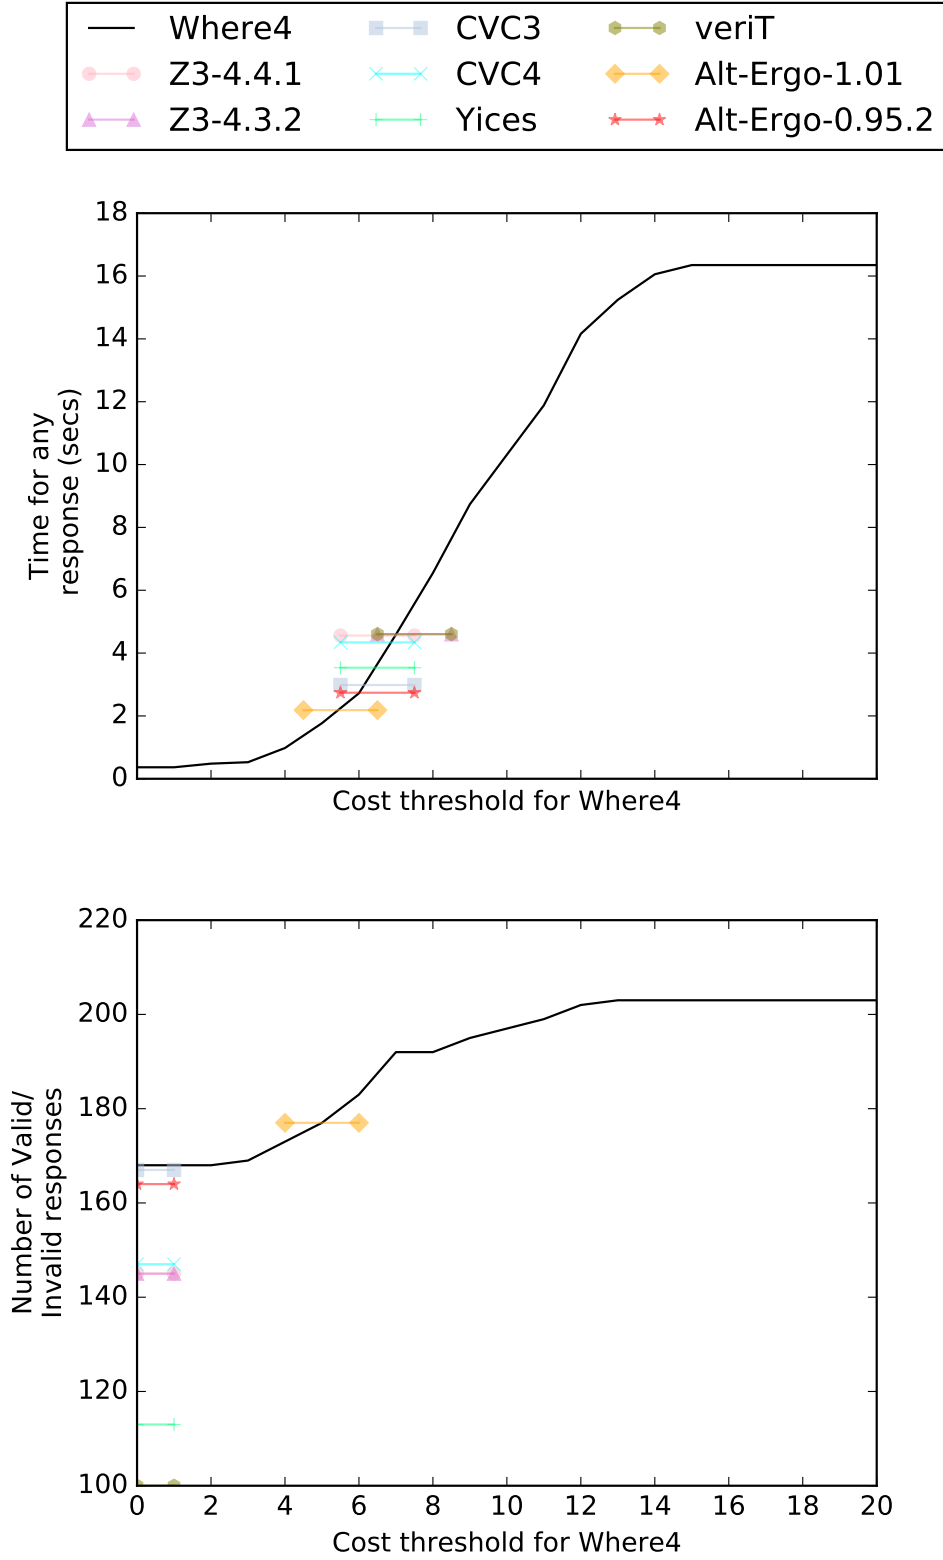 Where4 CVC3 veriT
Z3-4.4.1 CVC4 Alt-Ergo-1.01
Z3-4.3.2 Yices Alt-Ergo-0.95.2
18
16
14
12
10
8
6
4
2
0
Time for any
response (secs)
Cost threshold for Where4
220
200
180
160
140
120
100
Number of Valid/
Invalid responses
0 2 4 6 8 10 12 14 16 18 20
Cost threshold for Where4